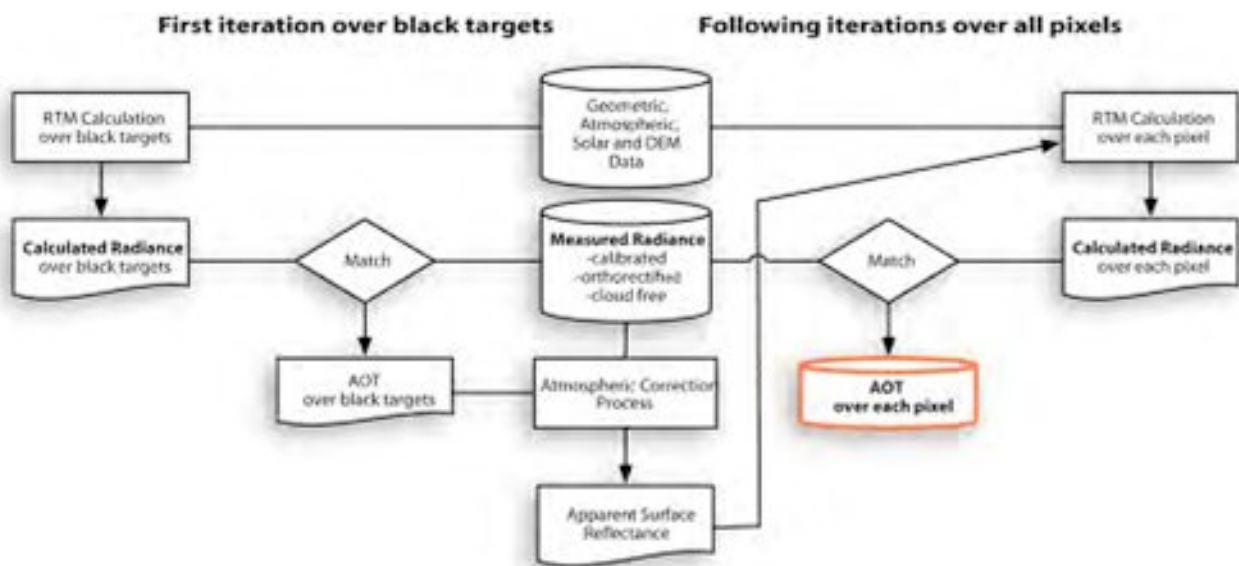 First iteration over black targets
Following iterations over all pixels
RTM Calculation
over black targets
Geometric,
Atmospheric,
Solar and DEM
Data
RTM Calculation
over each pixel
Calculated Radiance
over black targets
Match
Measured Radiance
-calibrated
-orthorectified
-cloud free
Match
Calculated Radiance
over each pixel
AOT
over black targets
Atmospheric Correction
Process
AOT
over each pixel
Apparent Surface
Reflectance